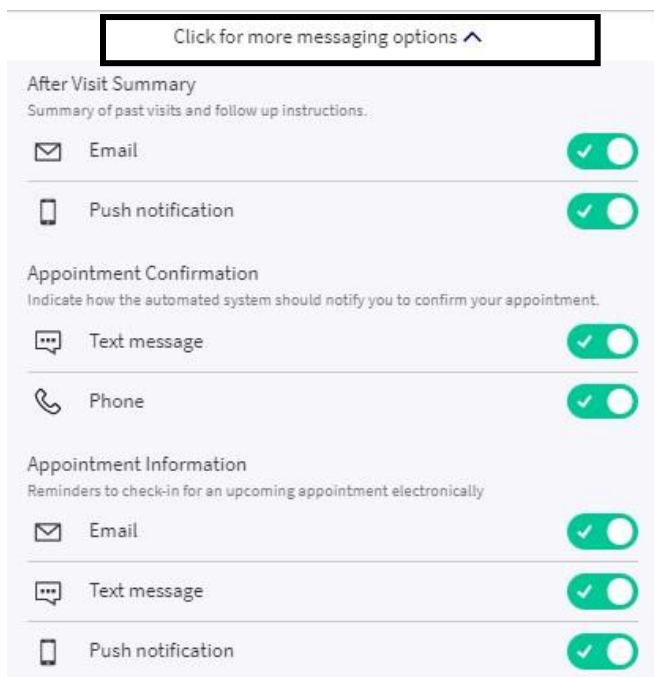 Click for more messaging options
After Visit Summary
Summary of past visits and follow up instructions.
Email
Push notification
Appointment Confirmation
Indicate how the automated system should notify you to confirm your appointment.
Text message
Phone
Appointment Information
Reminders to check-in for an upcoming appointment electronically
Email
Text message
Push notification